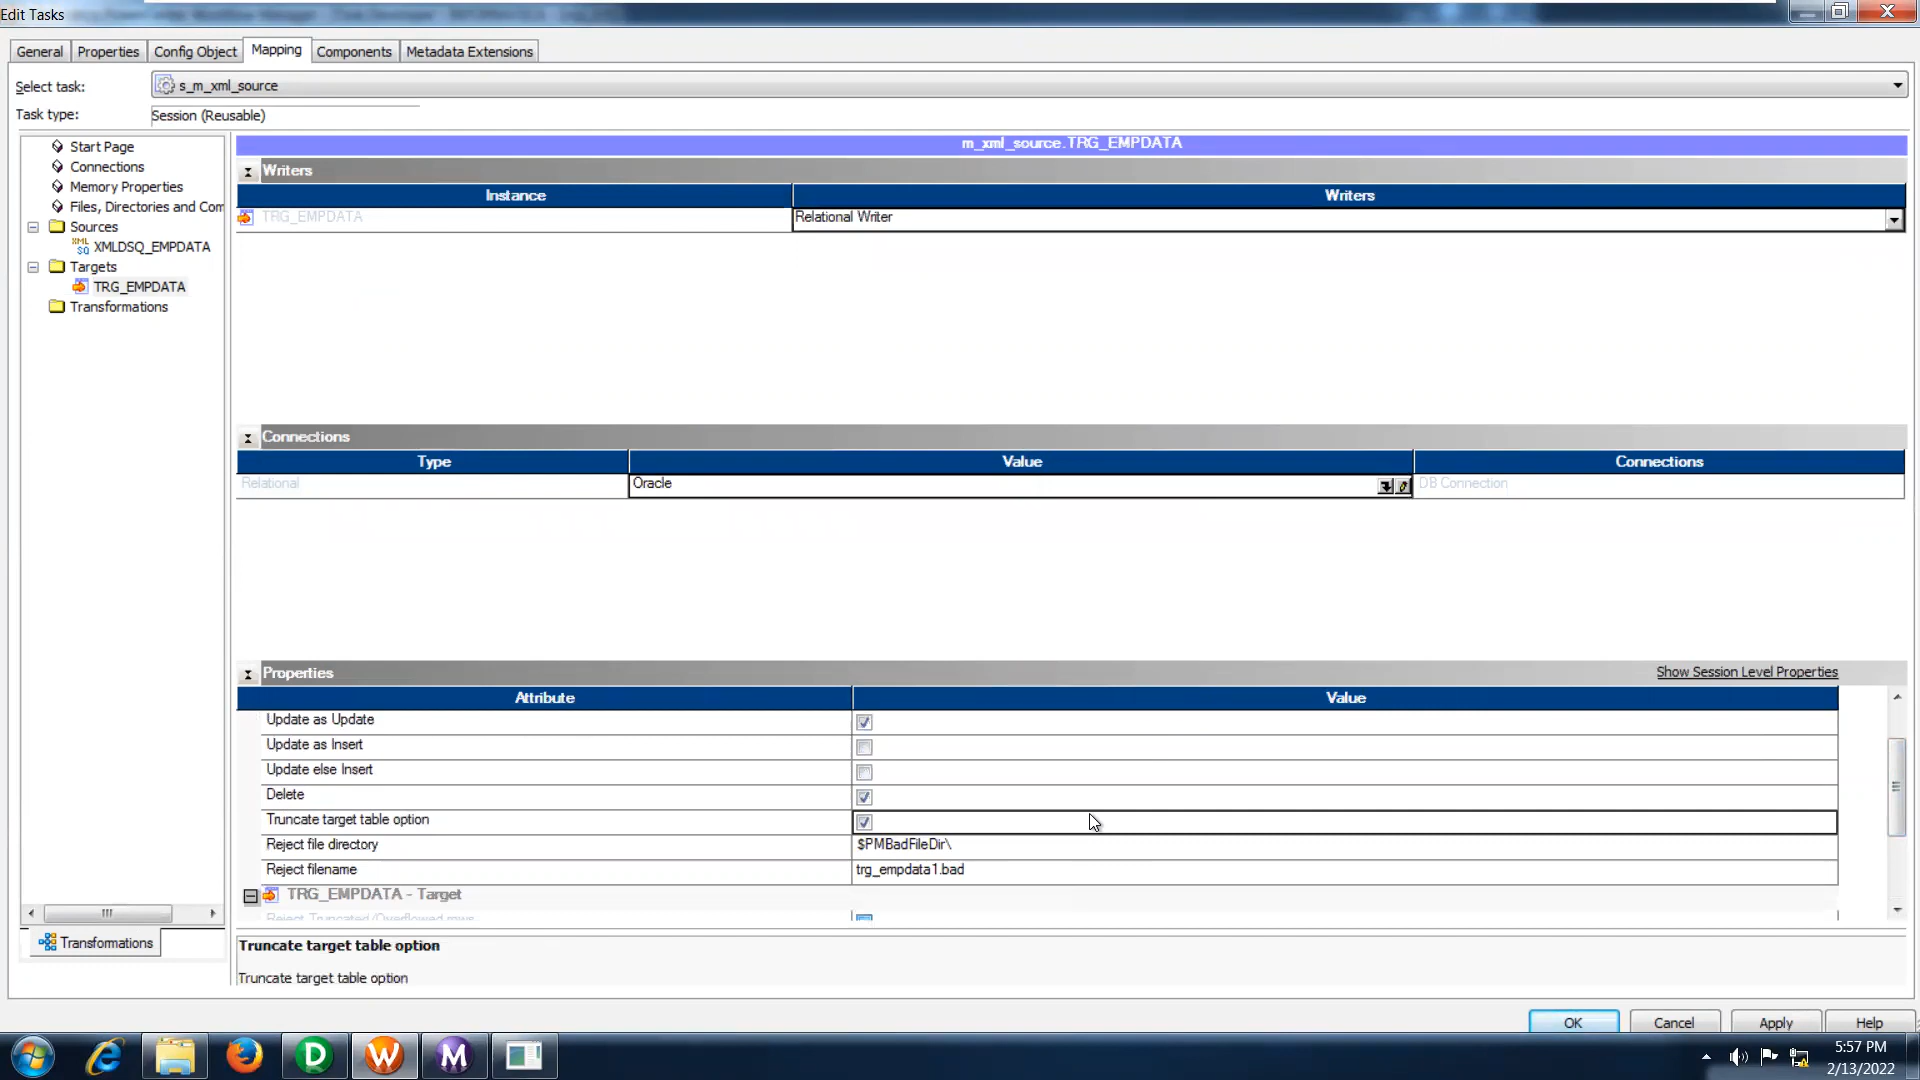 Edit Tasks
General Properties Config Object Mapping Components Metadata Extensions
Select task: s_m_xml_source
Task type: Session (Reusable)
Start Page
Connections
Memory Properties
Files, Directories and Com
Sources
XMLDSQ_EMPDATA
Targets
TRG_EMPDATA
Transformations
Transformations
m_xml_source.TRG_EMPDATA
Writers
Instance Writers
TRG_EMPDATA Relational Writer
Connections
Type Value Connections
Relational Oracle DB Connection
Properties Show Session Level Properties
Attribute Value
Update as Update
Update as Insert
Update else Insert
Delete
Truncate target table option
Reject file directory $PMBadFileDir\
Reject filename trg_empdata1.bad
TRG_EMPDATA - Target
Reject Truncated/Overflowed rows
Truncate target table option
Truncate target table option
OK Cancel Apply Help
5:57 PM
2/13/2022